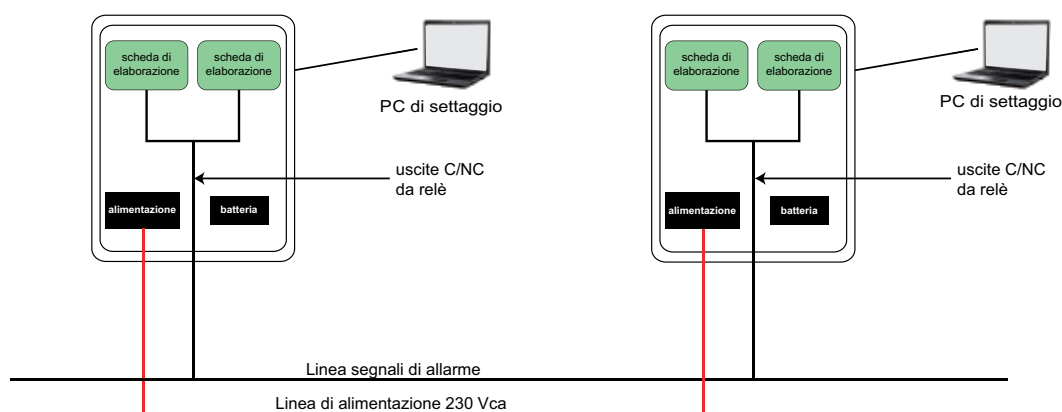 scheda di
elaborazione
scheda di
elaborazione
PC di settaggio
uscite C/NC
da relè
alimentazione
batteria
scheda di
elaborazione
scheda di
elaborazione
PC di settaggio
uscite C/NC
da relè
alimentazione
batteria
Linea segnali di allarme
Linea di alimentazione 230 Vca